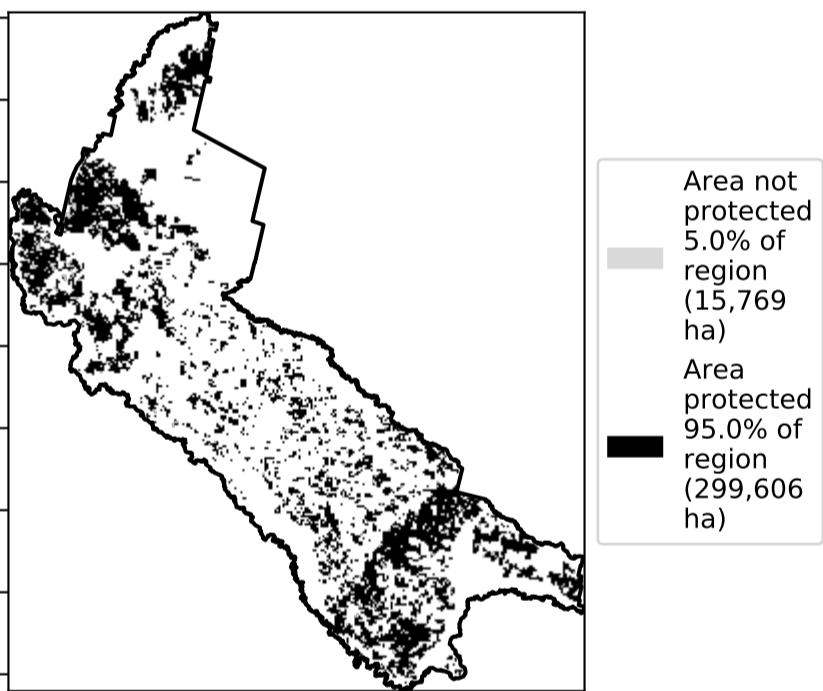 Area not
protected
5.0% of
region
(15,769
ha)
Area
protected
95.0% of
region
(299,606
ha)